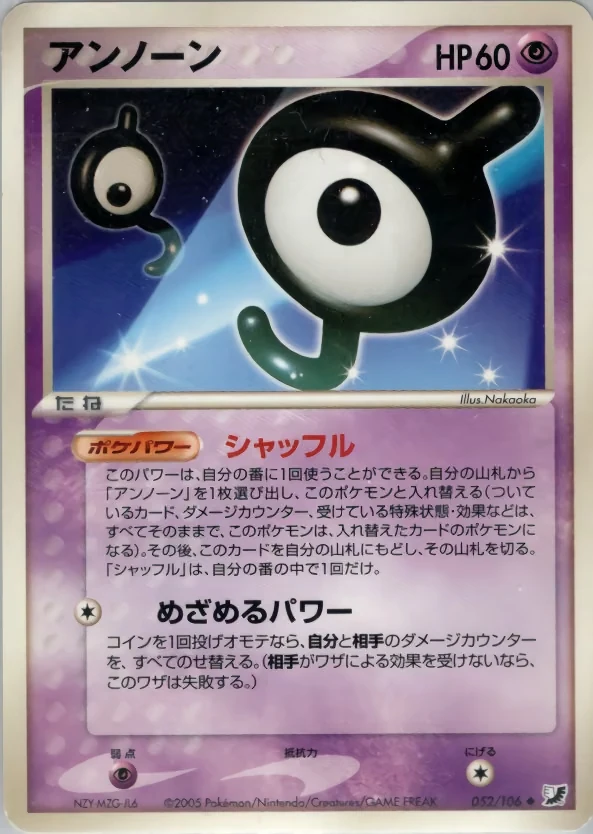 アンノーン HP60
たね
Illus.Nakaoka
ポケパワー シャッフル
このパワーは、自分の番に1回使うことができる。自分の山札から
「アンノーン」を1枚選び出し、このポケモンと入れ替える(ついて
いるカード、ダメージカウンター、受けている特殊状態・効果などは、
すべてそのままで、このポケモンは、入れ替えたカードのポケモンに
なる)。その後、このカードを自分の山札にもどし、その山札を切る。
「シャッフル」は、自分の番の中で1回だけ。
めざめるパワー
コインを1回投げオモテなら、自分と相手のダメージカウンター
を、すべてのせ替える。(相手がワザによる効果を受けないなら、
このワザは失敗する。)
弱点 抵抗力 にげる
NZY MZG-JL6 ©2005 Pokémon/Nintendo/Creatures/GAME FREAK 052/106 ◆